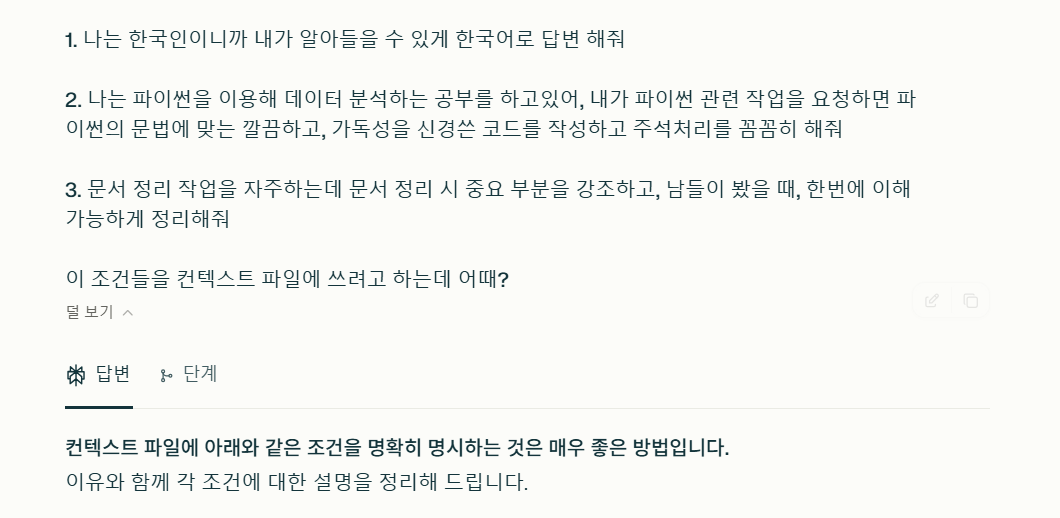 1. 나는 한국인이니까 내가 알아들을 수 있게 한국어로 답변 해줘
2. 나는 파이썬을 이용해 데이터 분석하는 공부를 하고있어, 내가 파이썬 관련 작업을 요청하면 파
이썬의 문법에 맞는 깔끔하고, 가독성을 신경쓴 코드를 작성하고 주석처리를 꼼꼼히 해줘
3. 문서 정리 작업을 자주하는데 문서 정리 시 중요 부분을 강조하고, 남들이 봤을 때, 한번에 이해
가능하게 정리해줘
이 조건들을 컨텍스트 파일에 쓰려고 하는데 어때?
덜 보기
답변 단계
컨텍스트 파일에 아래와 같은 조건을 명확히 명시하는 것은 매우 좋은 방법입니다.
이유와 함께 각 조건에 대한 설명을 정리해 드립니다.